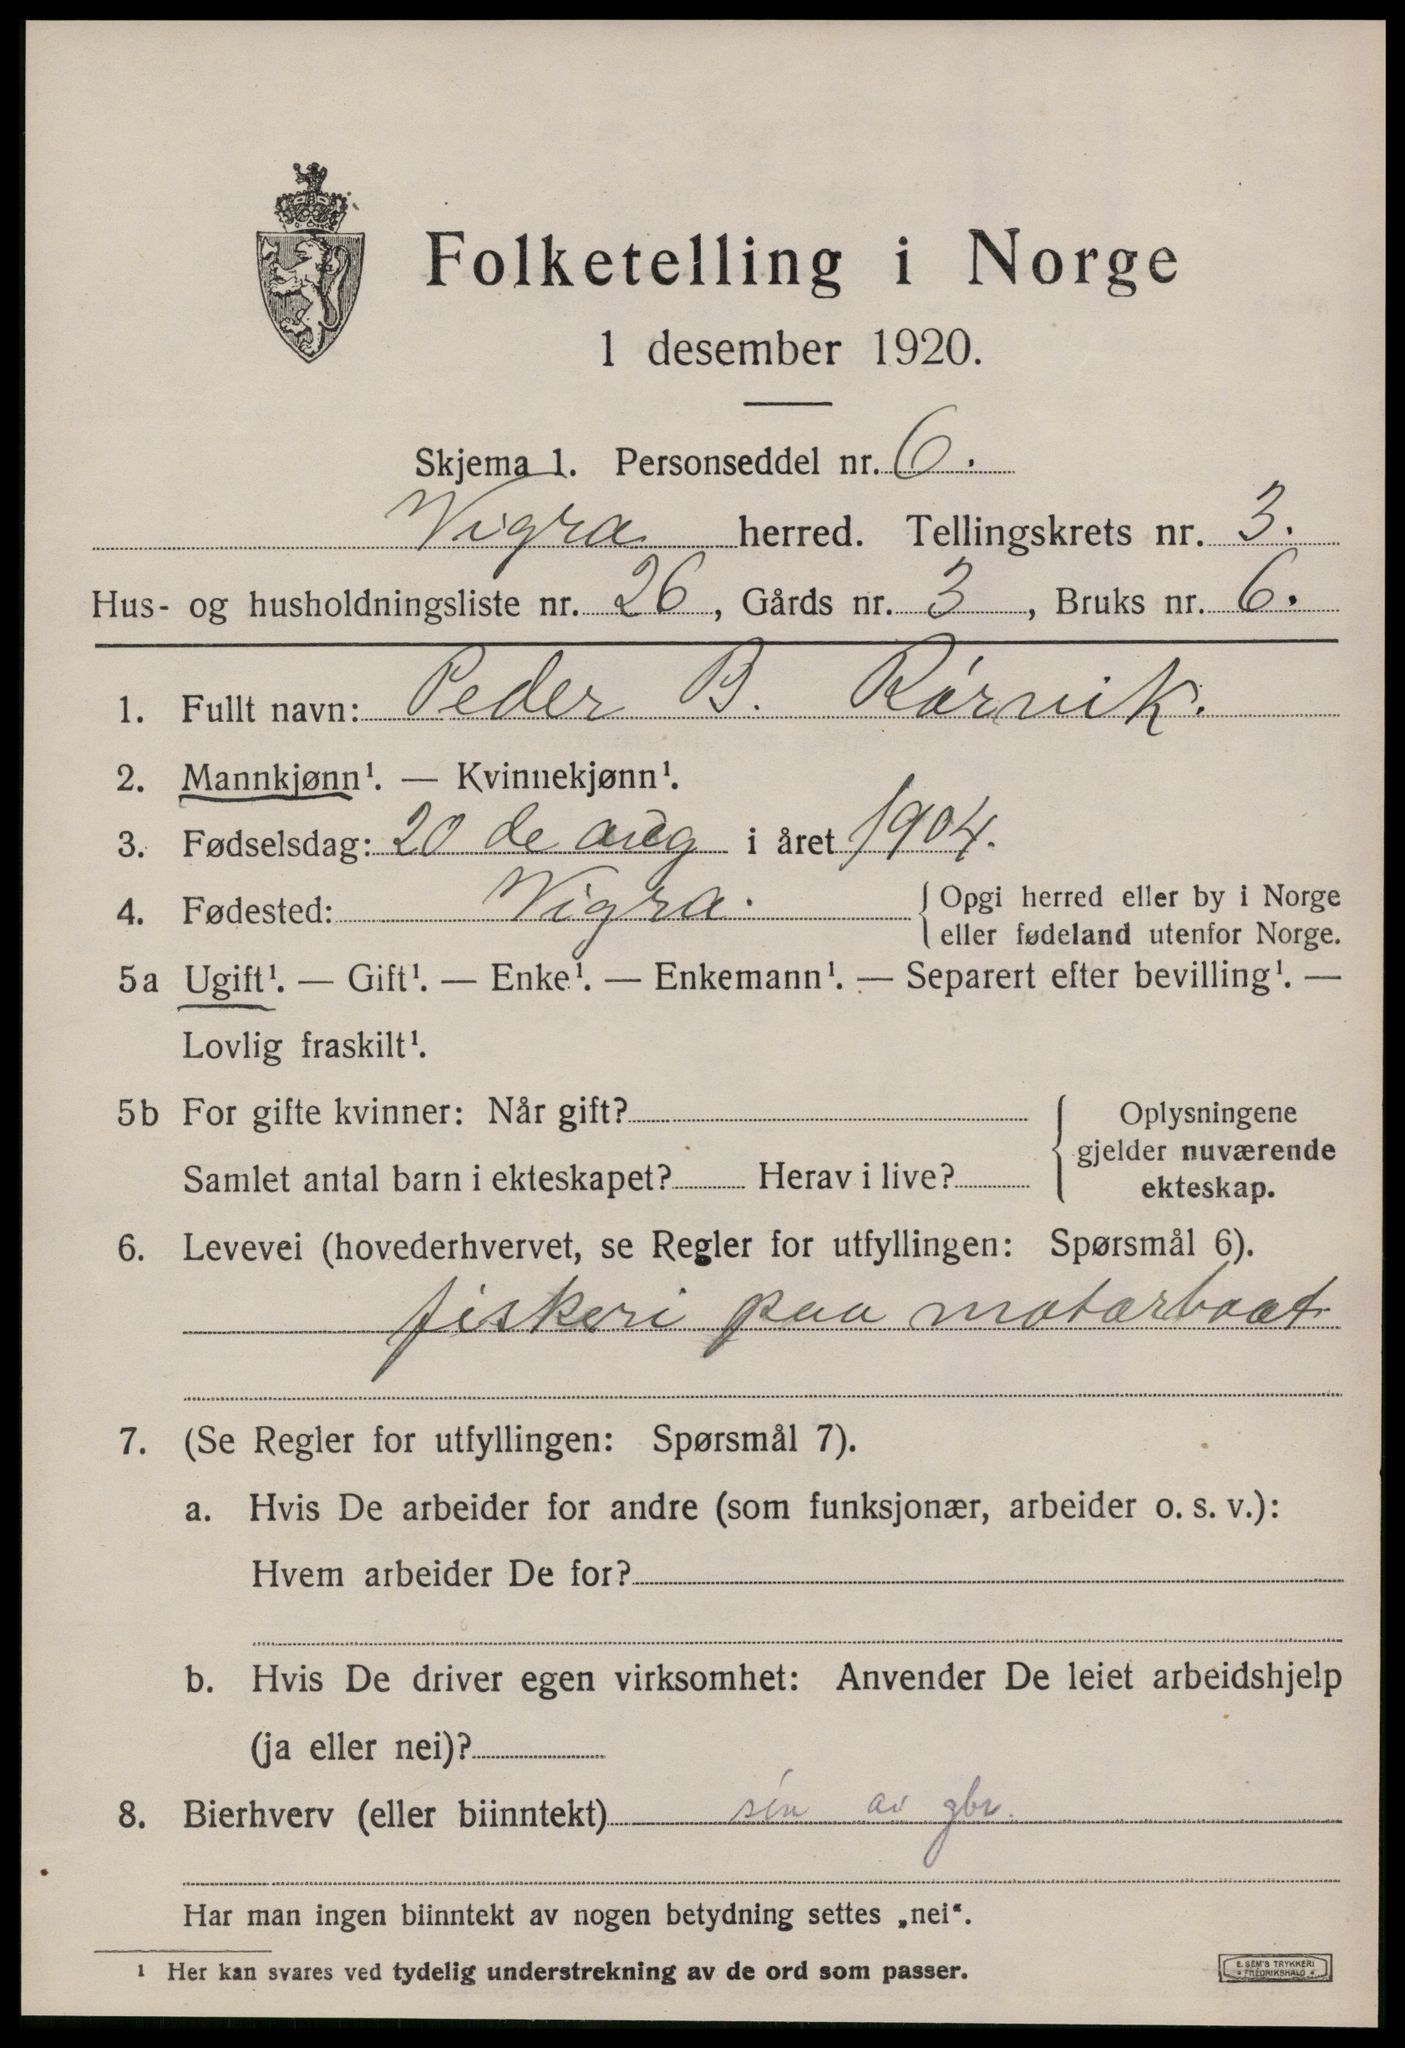 Folketelling i Norge
1 desember 1920.
Skjema 1. Personseddel nr. 6.
Vigra herred. Tellingskrets nr. 3.
Hus- og husholdningsliste nr. 26, Gårds nr. 3, Bruks nr. 6.
1. Fullt navn: Peder B. Rørvik.
2. Mannkjønn¹. — Kvinnekjønn¹.
3. Fødselsdag: 20 de aug i året 1904.
4. Fødested: Vigra. { Opgi herred eller by i Norge
eller fødeland utenfor Norge.
5a Ugift¹. — Gift¹. — Enke¹. — Enkemann¹. — Separert efter bevilling¹. —
Lovlig fraskilt¹.
5b For gifte kvinner: Når gift? { Oplysningene
gjelder nuværende
Samlet antal barn i ekteskapet? Herav i live? ekteskap.
6. Levevei (hovederhvervet, se Regler for utfyllingen: Spørsmål 6).
fiskeri paa motorbaat
7. (Se Regler for utfyllingen: Spørsmål 7).
a. Hvis De arbeider for andre (som funksjonær, arbeider o. s. v.):
Hvem arbeider De for?
b. Hvis De driver egen virksomhet: Anvender De leiet arbeidshjelp
(ja eller nei)?
8. Bierhverv (eller biinntekt) søn av gbr.
Har man ingen biinntekt av nogen betydning settes „nei“.
¹ Her kan svares ved tydelig understrekning av de ord som passer.
E. SEM'S TRYKKERI
FREDRIKSHALD